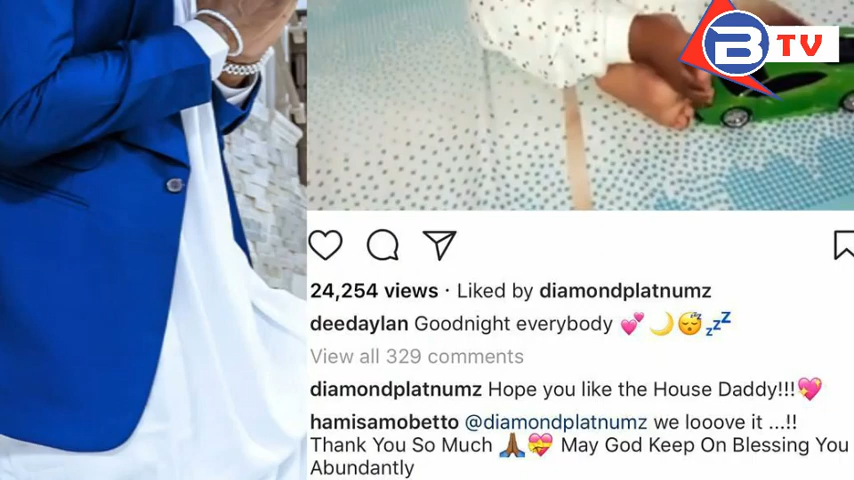 B TV
24,254 views · Liked by diamondplatnumz
deedaylan Goodnight everybody 💕🌙😴💤
View all 329 comments
diamondplatnumz Hope you like the House Daddy!!!💖
hamisamobetto @diamondplatnumz we looove it ...!!
Thank You So Much 🙏🏾💝 May God Keep On Blessing You
Abundantly